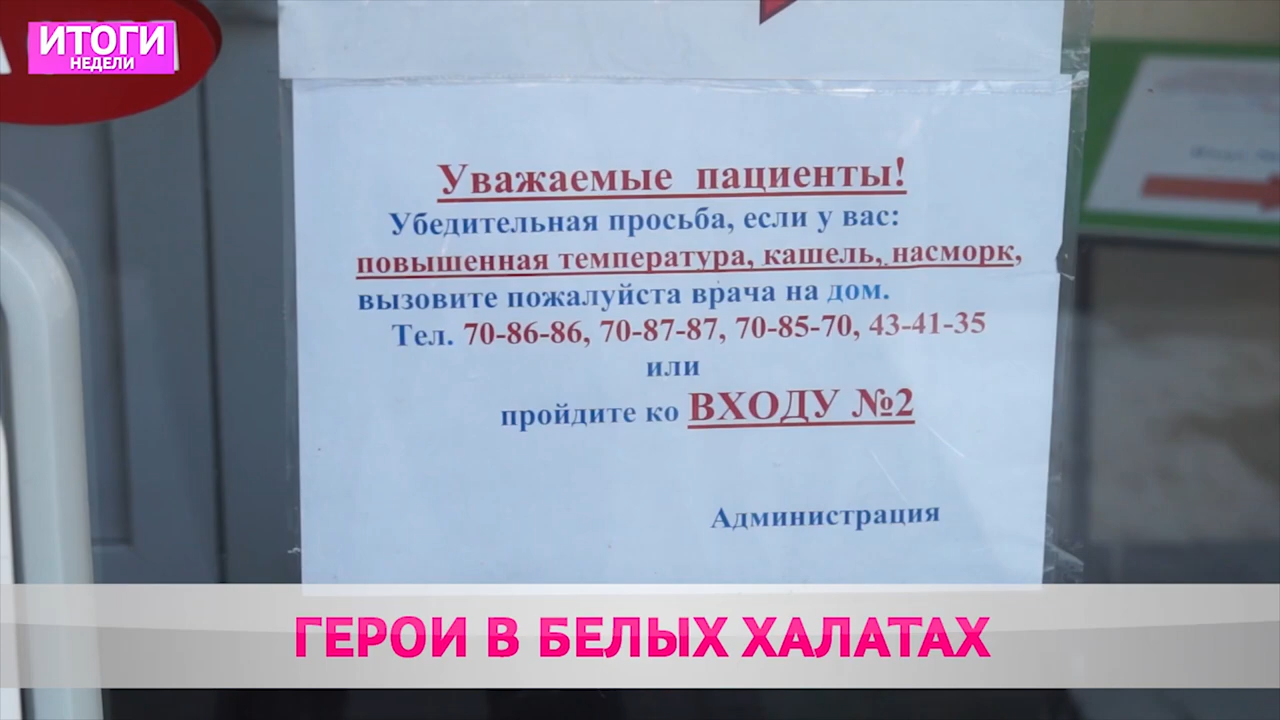 ИТОГИ
НЕДЕЛИ
Уважаемые пациенты!
Убедительная просьба, если у вас:
повышенная температура, кашель, насморк,
вызовите пожалуйста врача на дом.
Тел. 70-86-86, 70-87-87, 70-85-70, 43-41-35
или
пройдите ко ВХОДУ №2
Администрация
ГЕРОИ В БЕЛЫХ ХАЛАТАХ